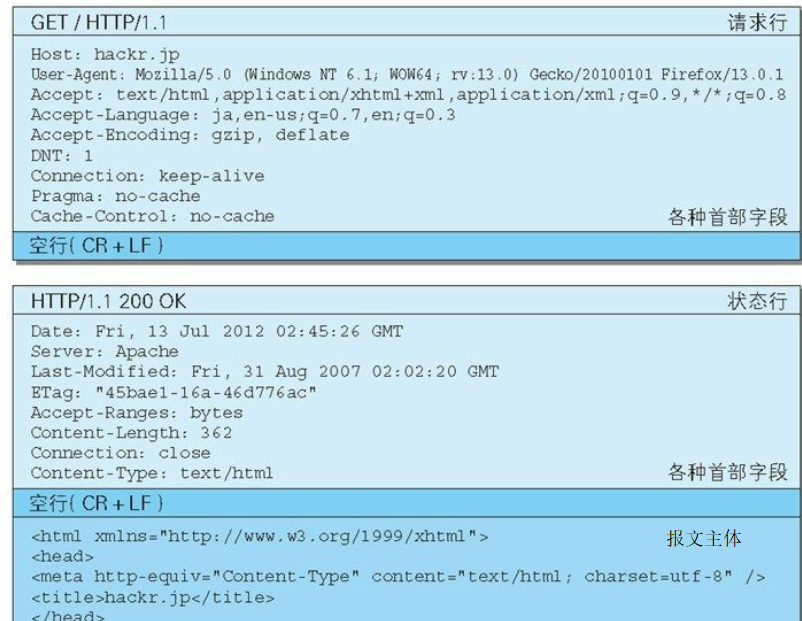 GET / HTTP/1.1 请求行
Host: hackr.jp
User-Agent: Mozilla/5.0 (Windows NT 6.1; WOW64; rv:13.0) Gecko/20100101 Firefox/13.0.1
Accept: text/html,application/xhtml+xml,application/xml;q=0.9,*/*;q=0.8
Accept-Language: ja,en-us;q=0.7,en;q=0.3
Accept-Encoding: gzip, deflate
DNT: 1
Connection: keep-alive
Pragma: no-cache
Cache-Control: no-cache 各种首部字段
空行( CR + LF )
HTTP/1.1 200 OK 状态行
Date: Fri, 13 Jul 2012 02:45:26 GMT
Server: Apache
Last-Modified: Fri, 31 Aug 2007 02:02:20 GMT
ETag: "45bae1-16a-46d776ac"
Accept-Ranges: bytes
Content-Length: 362
Connection: close
Content-Type: text/html 各种首部字段
空行( CR + LF )
<html xmlns="http://www.w3.org/1999/xhtml"> 报文主体
<head>
<meta http-equiv="Content-Type" content="text/html; charset=utf-8" />
<title>hackr.jp</title>
</head>